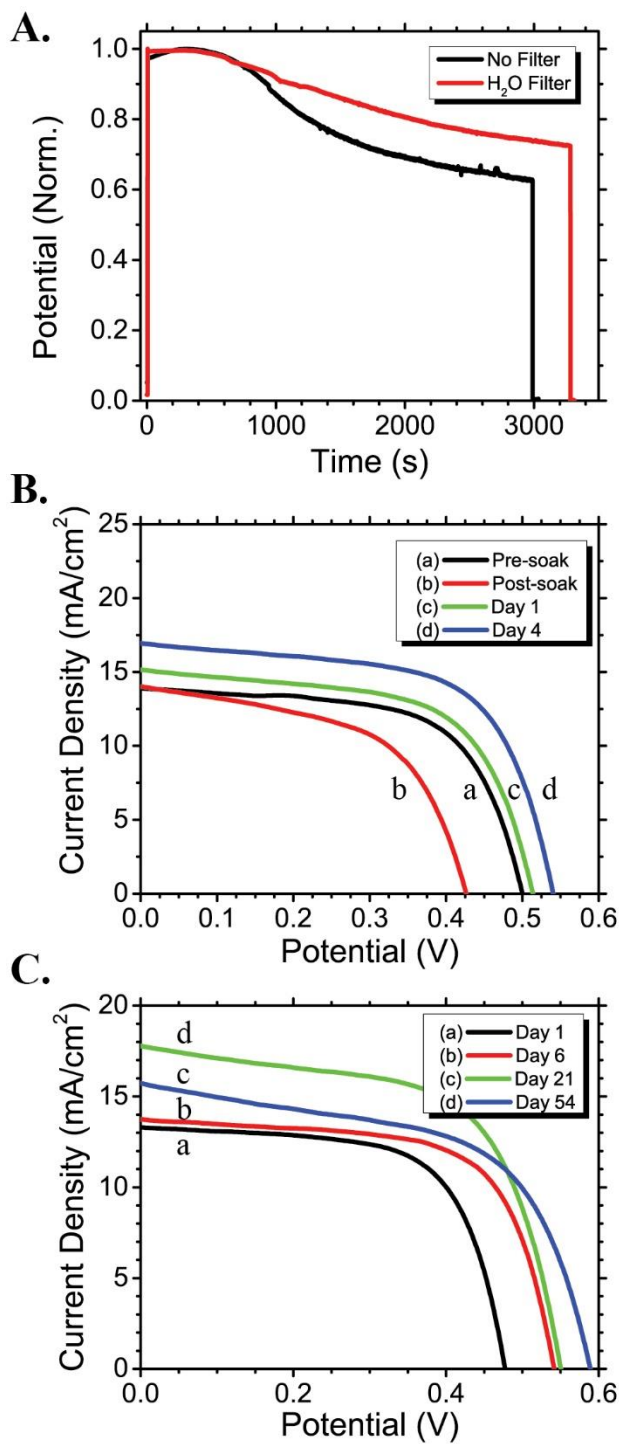 A.
No Filter
H₂O Filter
Potential (Norm.)
1.0
0.8
0.6
0.4
0.2
0.0
0 1000 2000 3000
Time (s)
B.
Current Density (mA/cm²)
25
20
15
10
5
0
(a) Pre-soak
(b) Post-soak
(c) Day 1
(d) Day 4
b a c d
0.0 0.1 0.2 0.3 0.4 0.5 0.6
Potential (V)
C.
Current Density (mA/cm²)
20
15
10
5
0
(a) Day 1
(b) Day 6
(c) Day 21
(d) Day 54
d
c
b
a
0.0 0.2 0.4 0.6
Potential (V)